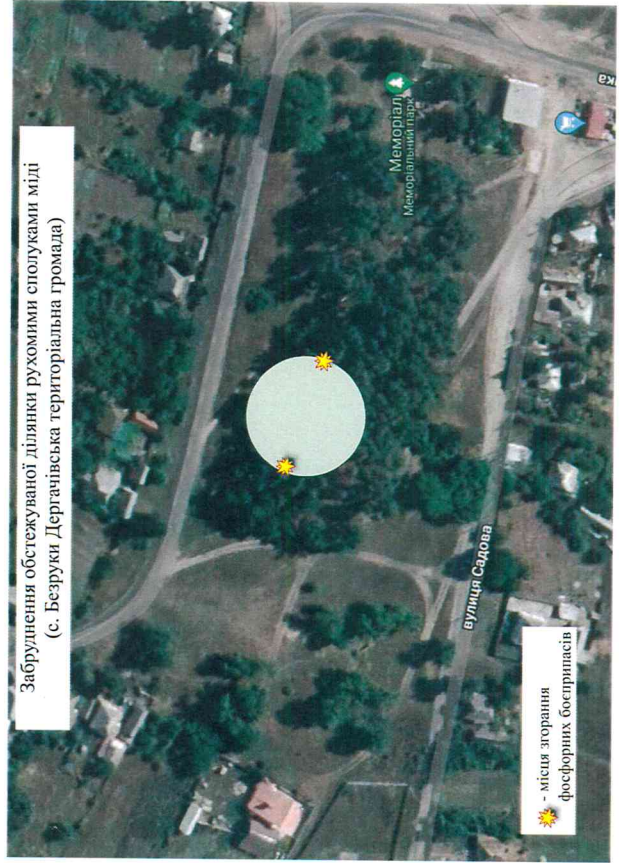 Забруднення обстежуваної ділянки рухомими сполуками міді
(с. Безруки Дергачівська територіальна громада)
Меморіал
Меморіальний парк
вулиця Садова
- місця згорання
фосфорних боєприпасів